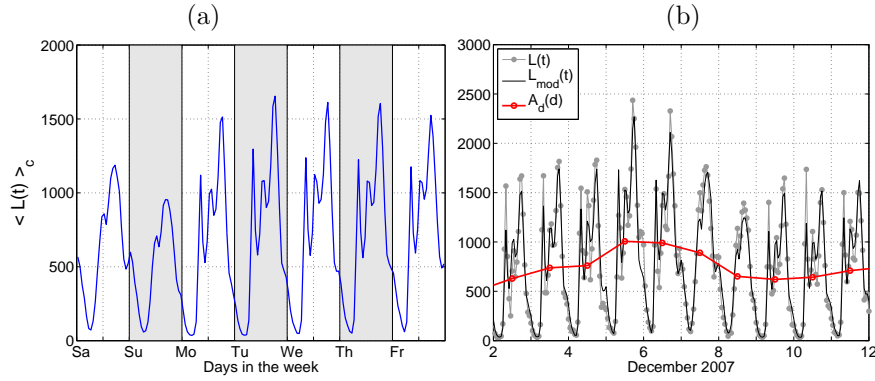 (a)
(b)
< L(t) >c
2000
1500
1000
500
0
Sa
Su
Mo
Tu
We
Th
Fr
Days in the week
3000
2500
2000
1500
1000
500
0
L(t)
Lmod(t)
Ad(d)
2
4
6
8
10
12
December 2007